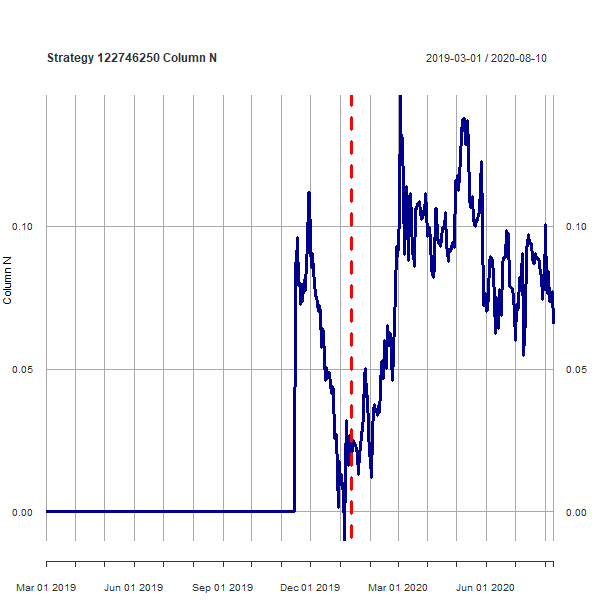 Strategy 122746250 Column N
2019-03-01 / 2020-08-10
Column N
0.10
0.10
0.05
0.05
0.00
0.00
Mar 01 2019
Jun 01 2019
Sep 01 2019
Dec 01 2019
Mar 01 2020
Jun 01 2020